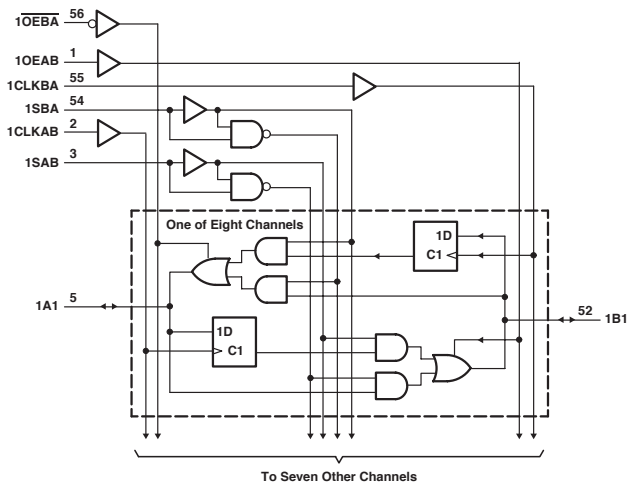 1O̅E̅B̅A̅ 56
1OEAB 1
1CLKBA 55
1SBA 54
1CLKAB 2
1SAB 3
One of Eight Channels
1D
C1
1A1 5
52 1B1
1D
C1
To Seven Other Channels